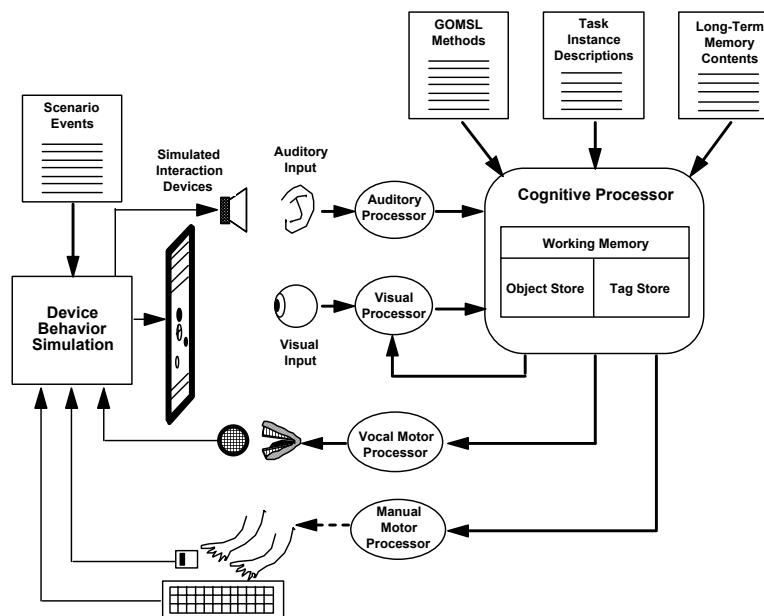 GOMSL
Methods
Task
Instance
Descriptions
Long-Term
Memory
Contents
Scenario
Events
Simulated
Interaction
Devices
Auditory
Input
Auditory
Processor
Cognitive Processor
Working Memory
Object Store
Tag Store
Device
Behavior
Simulation
Visual
Processor
Visual
Input
Vocal Motor
Processor
Manual
Motor
Processor